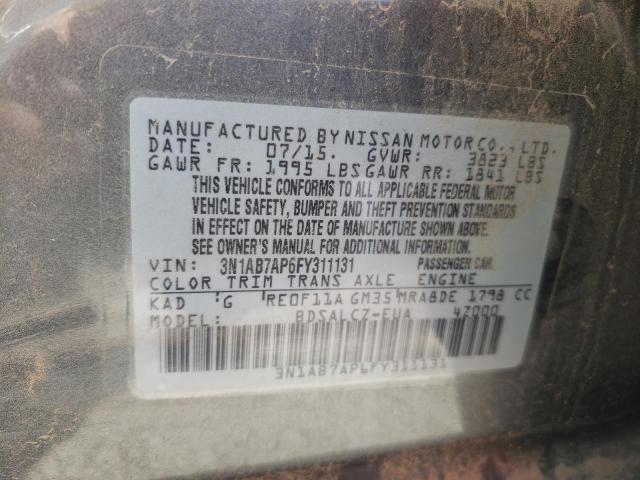 MANUFACTURED BY NISSAN MOTOR CO., LTD.
DATE: 07/15. GVWR: 3823 LBS
GAWR FR: 1995 LBS GAWR RR: 1841 LBS
THIS VEHICLE CONFORMS TO ALL APPLICABLE FEDERAL MOTOR
VEHICLE SAFETY, BUMPER AND THEFT PREVENTION STANDARDS
IN EFFECT ON THE DATE OF MANUFACTURE SHOWN ABOVE.
SEE OWNER'S MANUAL FOR ADDITIONAL INFORMATION.
VIN: 3N1AB7AP6FY311131 PASSENGER CAR.
COLOR TRIM TRANS AXLE ENGINE
KAD G RE0F11A GM35 MRA8DE 1798 CC
MODEL: BDSALCZ-EUA 4Z000
3N1AB7AP6FY311131